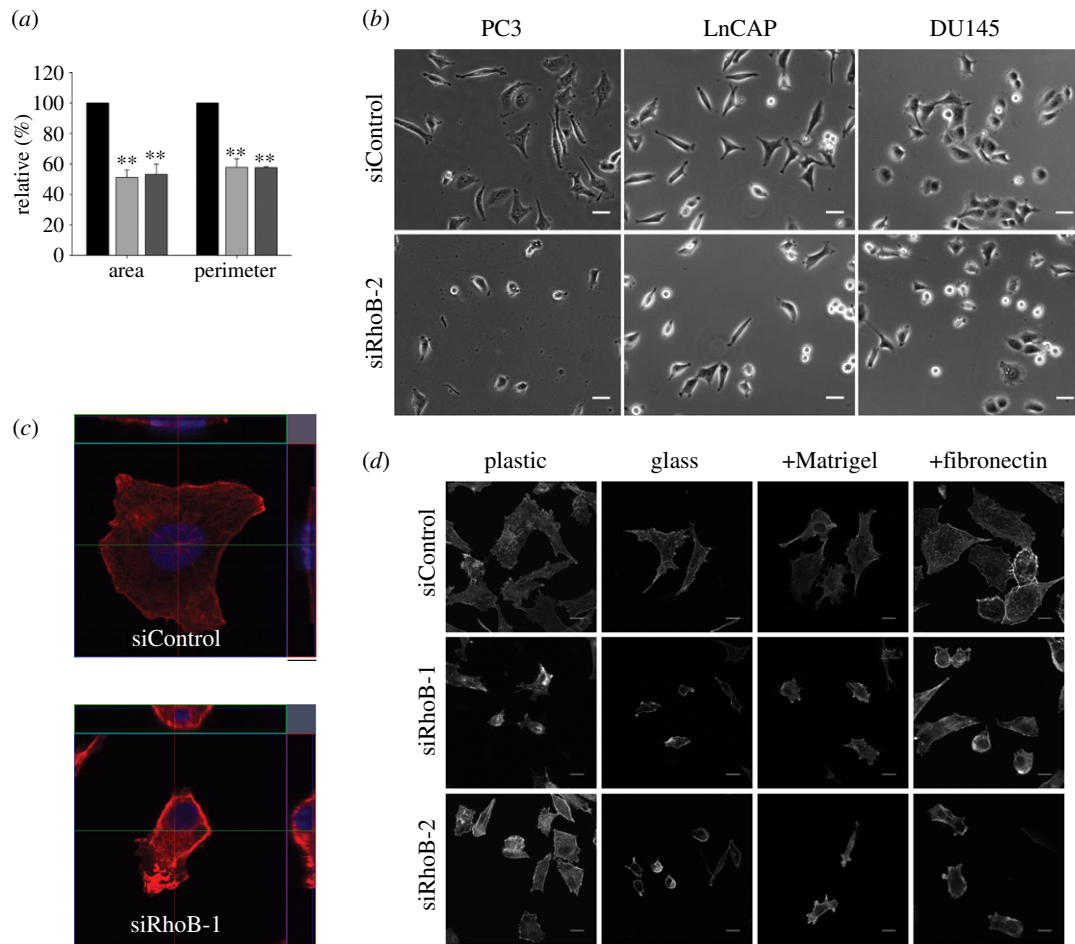 (a)
120
100
80
60
40
20
0
relative (%)
** **
** **
area perimeter
(b)
PC3 LnCAP DU145
siControl
siRhoB-2
(c)
siControl
siRhoB-1
(d)
plastic glass +Matrigel +fibronectin
siControl
siRhoB-1
siRhoB-2